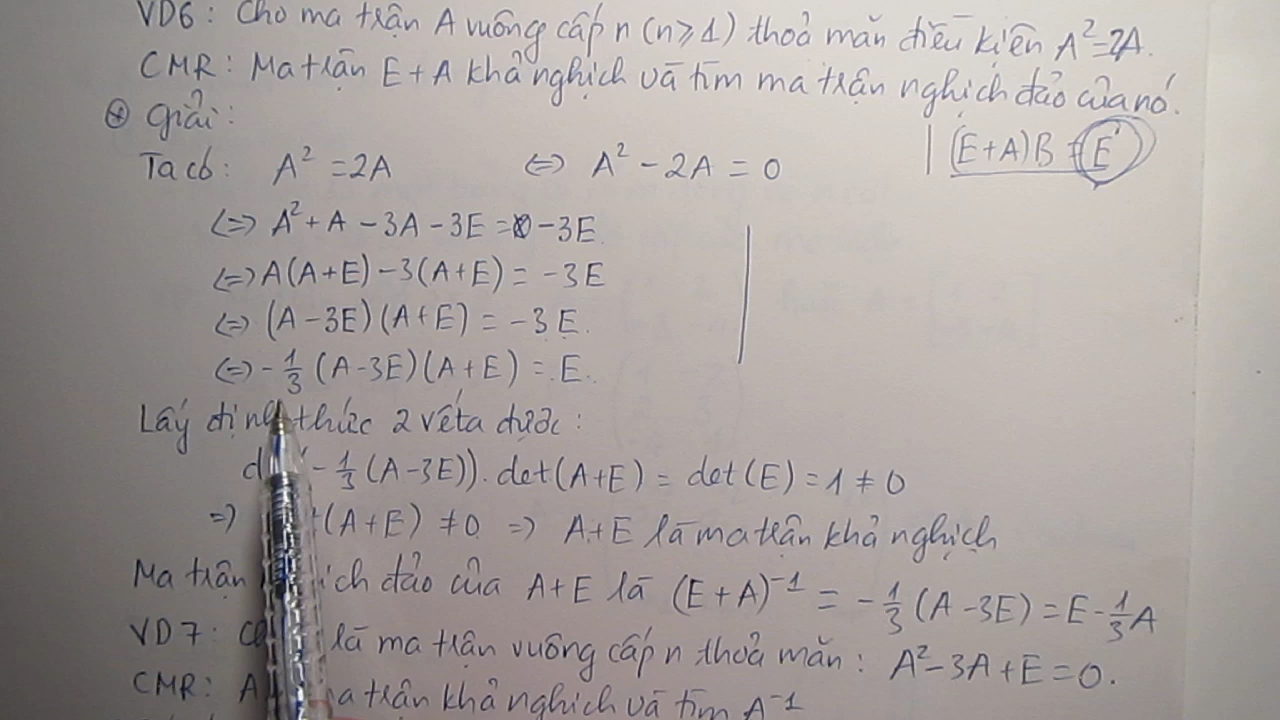 VD6: Cho ma trận A vuông cấp n (n ≥ 1) thoả mãn điều kiện A² = 2A.
CMR: Ma trận E + A khả nghịch và tìm ma trận nghịch đảo của nó.
⊛ Giải:
Ta có: A² = 2A ⇔ A² - 2A = 0
(E+A)B = E
⇔ A² + A - 3A - 3E = 0 - 3E
⇔ A(A+E) - 3(A+E) = -3E
⇔ (A - 3E)(A+E) = -3E.
⇔ -1/3 (A-3E)(A+E) = E.
Lấy định thức 2 vế ta được:
(-1/3 (A-3E)). det(A+E) = det(E) = 1 ≠ 0
⇒ (A+E) ≠ 0 ⇒ A+E là ma trận khả nghịch
Ma trận đảo của A+E là (E+A)⁻¹ = -1/3 (A-3E) = E - 1/3 A
VD7: là ma trận vuông cấp n thoả mãn: A² - 3A + E = 0.
CMR: A trận khả nghịch và tìm A⁻¹